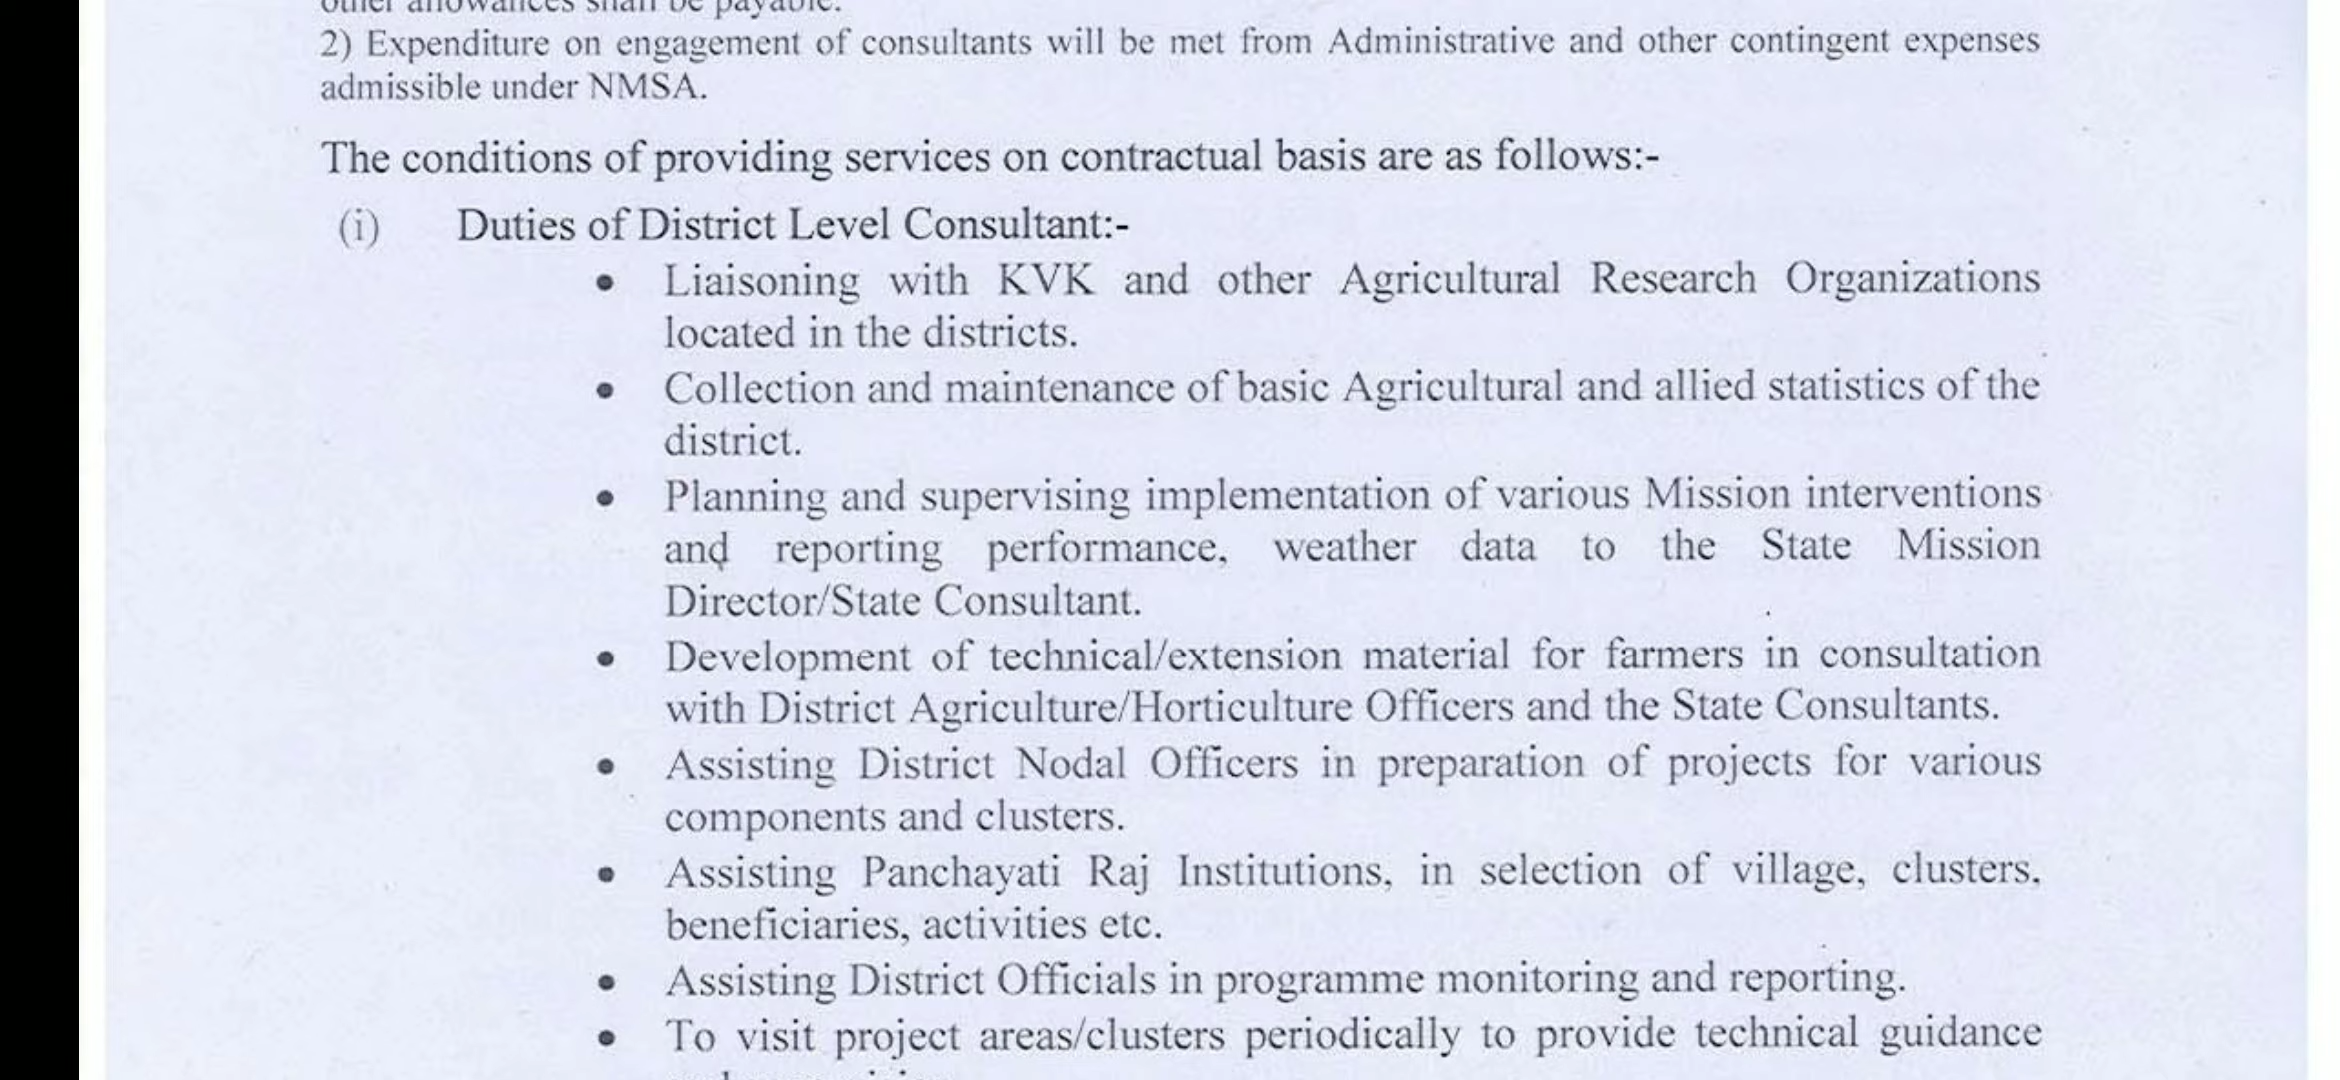 other allowances shall be payable.
2) Expenditure on engagement of consultants will be met from Administrative and other contingent expenses
admissible under NMSA.
The conditions of providing services on contractual basis are as follows:-
(i) Duties of District Level Consultant:-
• Liaisoning with KVK and other Agricultural Research Organizations
located in the districts.
• Collection and maintenance of basic Agricultural and allied statistics of the
district.
• Planning and supervising implementation of various Mission interventions
and reporting performance, weather data to the State Mission
Director/State Consultant.
• Development of technical/extension material for farmers in consultation
with District Agriculture/Horticulture Officers and the State Consultants.
• Assisting District Nodal Officers in preparation of projects for various
components and clusters.
• Assisting Panchayati Raj Institutions, in selection of village, clusters,
beneficiaries, activities etc.
• Assisting District Officials in programme monitoring and reporting.
• To visit project areas/clusters periodically to provide technical guidance